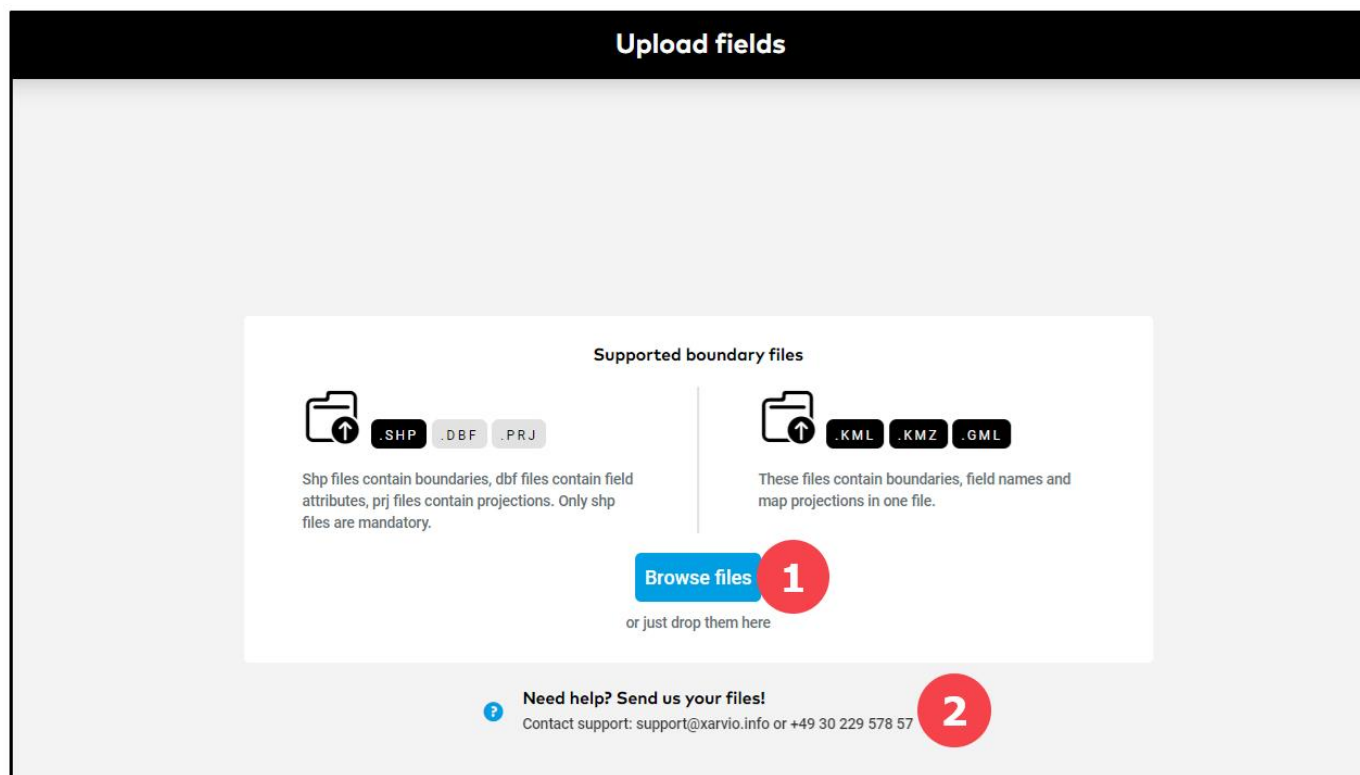 Upload fields
Supported boundary files
.SHP .DBF .PRJ
Shp files contain boundaries, dbf files contain field
attributes, prj files contain projections. Only shp
files are mandatory.
.KML .KMZ .GML
These files contain boundaries, field names and
map projections in one file.
Browse files 1
or just drop them here
? Need help? Send us your files!
Contact support: support@xarvio.info or +49 30 229 578 57
2